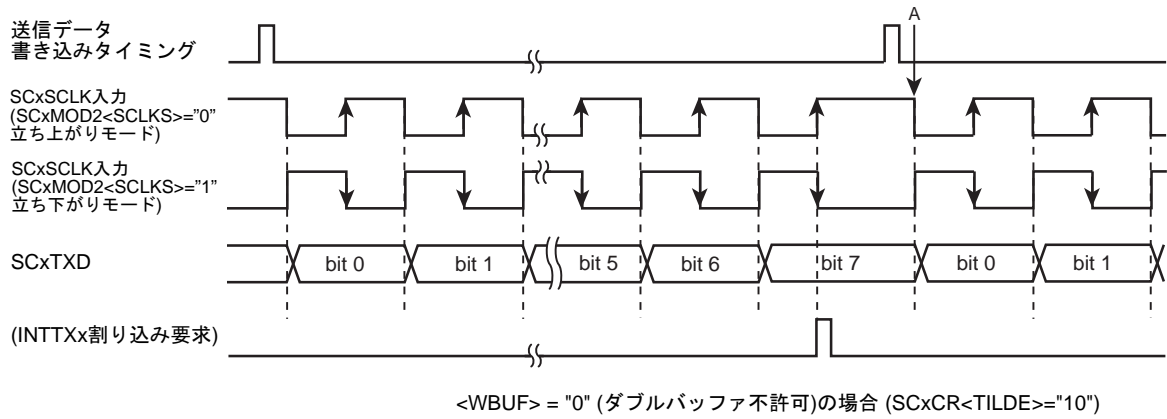 送信データ
書き込みタイミング
A
SCxSCLK入力
(SCxMOD2<SCLKS>="0"
立ち上がりモード)
SCxSCLK入力
(SCxMOD2<SCLKS>="1"
立ち下がりモード)
SCxTXD
bit 0
bit 1
bit 5
bit 6
bit 7
bit 0
bit 1
(INTTXx割り込み要求)
<WBUF> = "0" (ダブルバッファ不許可)の場合 (SCxCR<TILDE>="10")